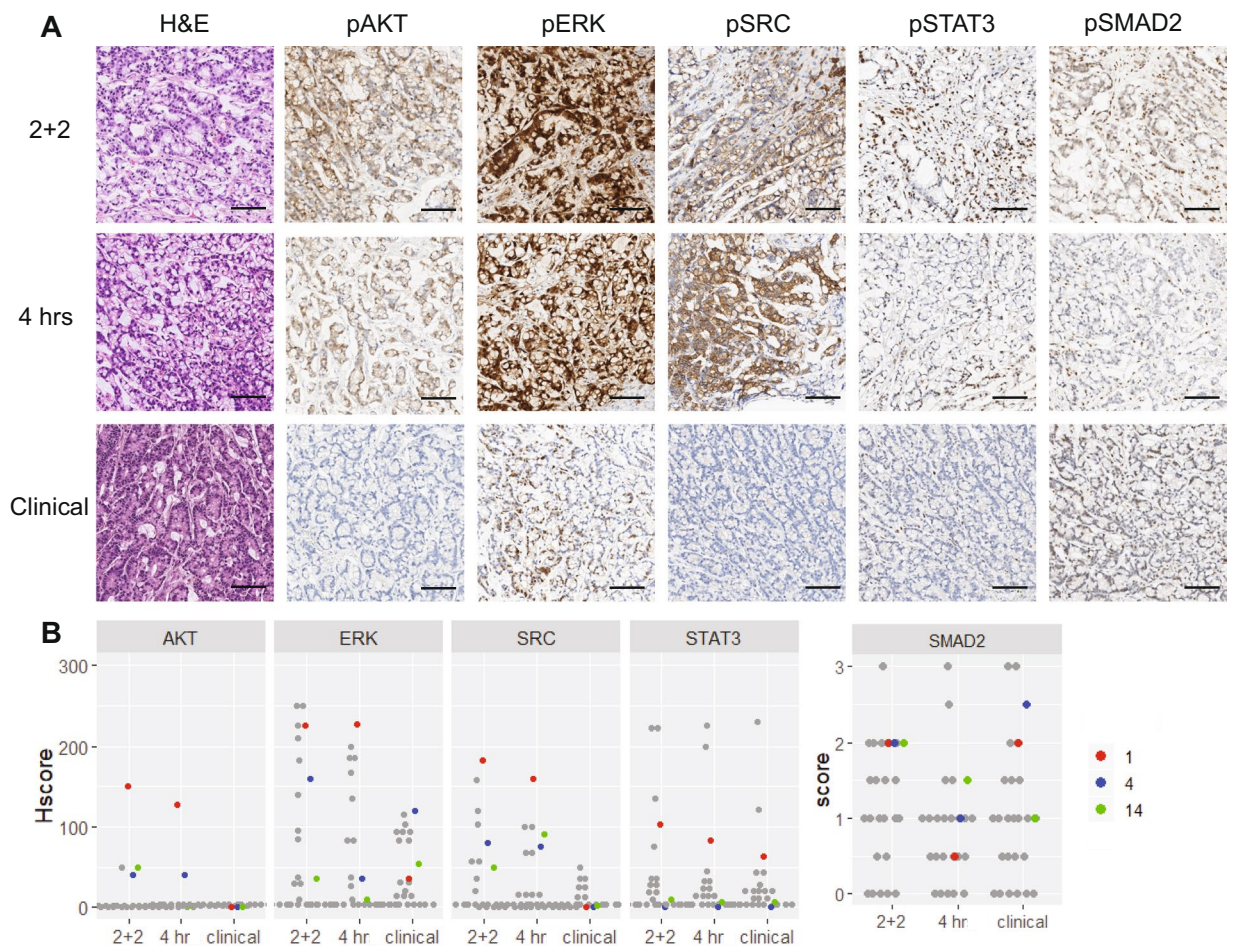 A H&E pAKT pERK pSRC pSTAT3 pSMAD2
2+2
4 hrs
Clinical
B AKT ERK SRC STAT3 SMAD2
300
200
100
0
Hscore
2+2 4 hr clinical 2+2 4 hr clinical 2+2 4 hr clinical 2+2 4 hr clinical
3
2
1
0
score
2+2 4 hr clinical
1
4
14